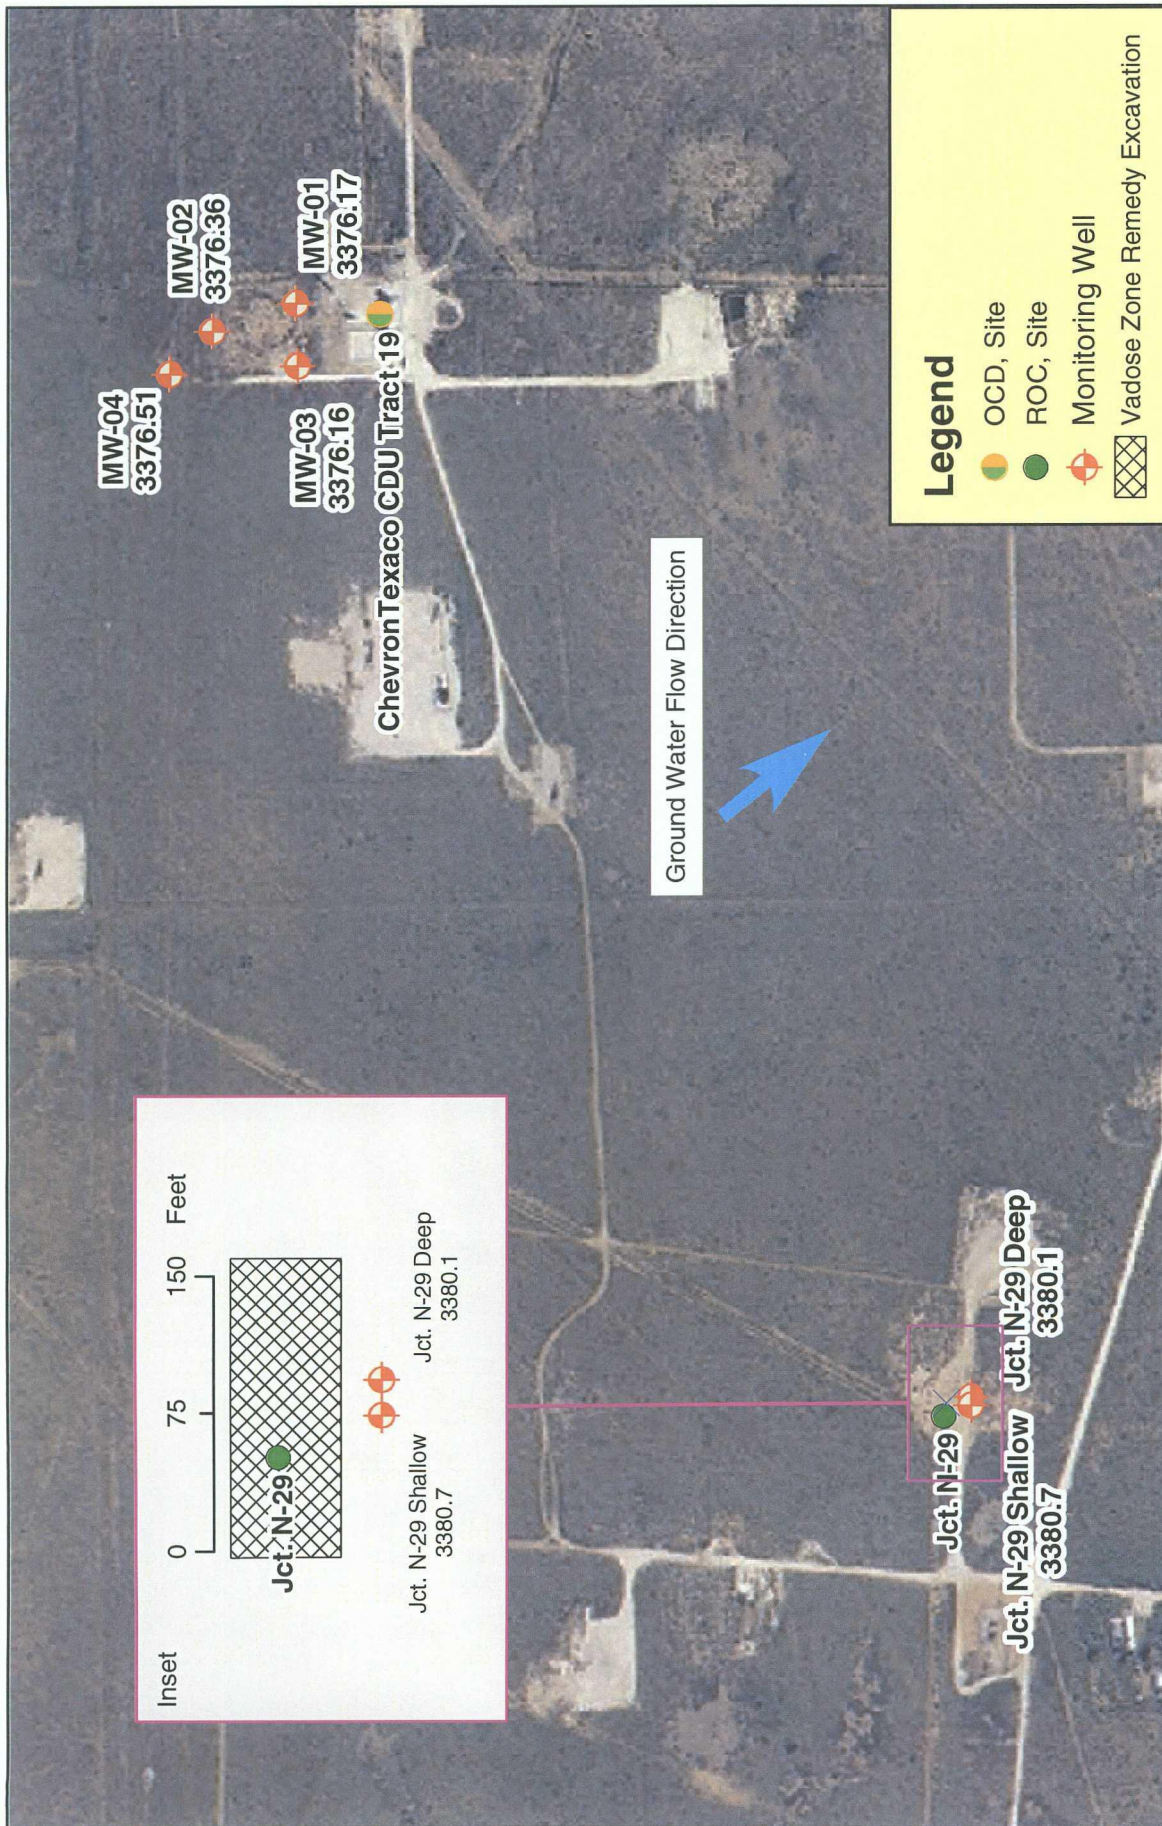 Inset
0 75 150 Feet
Jct. N-29
Jct. N-29 Shallow
3380.7
Jct. N-29 Deep
3380.1
MW-04
3376.51
MW-02
3376.36
MW-03
3376.16
MW-01
3376.17
ChevronTexaco CDU Tract 19
Ground Water Flow Direction
Jct. N-29
Jct. N-29 Shallow
3380.7
Jct. N-29 Deep
3380.1
Legend
OCD, Site
ROC, Site
Monitoring Well
Vadose Zone Remedy Excavation